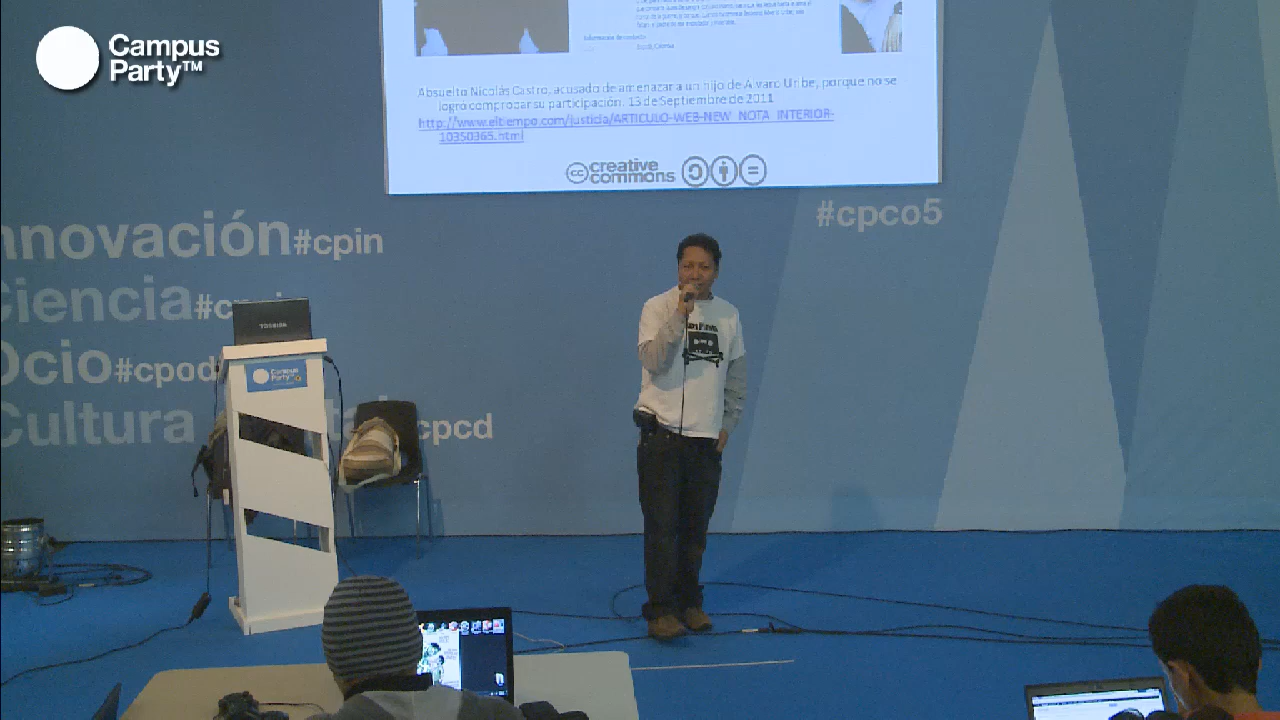 Campus
Party™
Absuelto Nicolás Castro, acusado de amenazar a un hijo de Alvaro Uribe, porque no se
logró comprobar su participación. 13 de Septiembre de 2011
http://www.eltiempo.com/justicia/ARTICULO-WEB-NEW_NOTA_INTERIOR-
10350365.html
cc creative
commons
#cpco5
nnovación#cpin
Ciencia
Ocio#cpod
Cultura
cpcd
TOSHIBA
Campus
Party